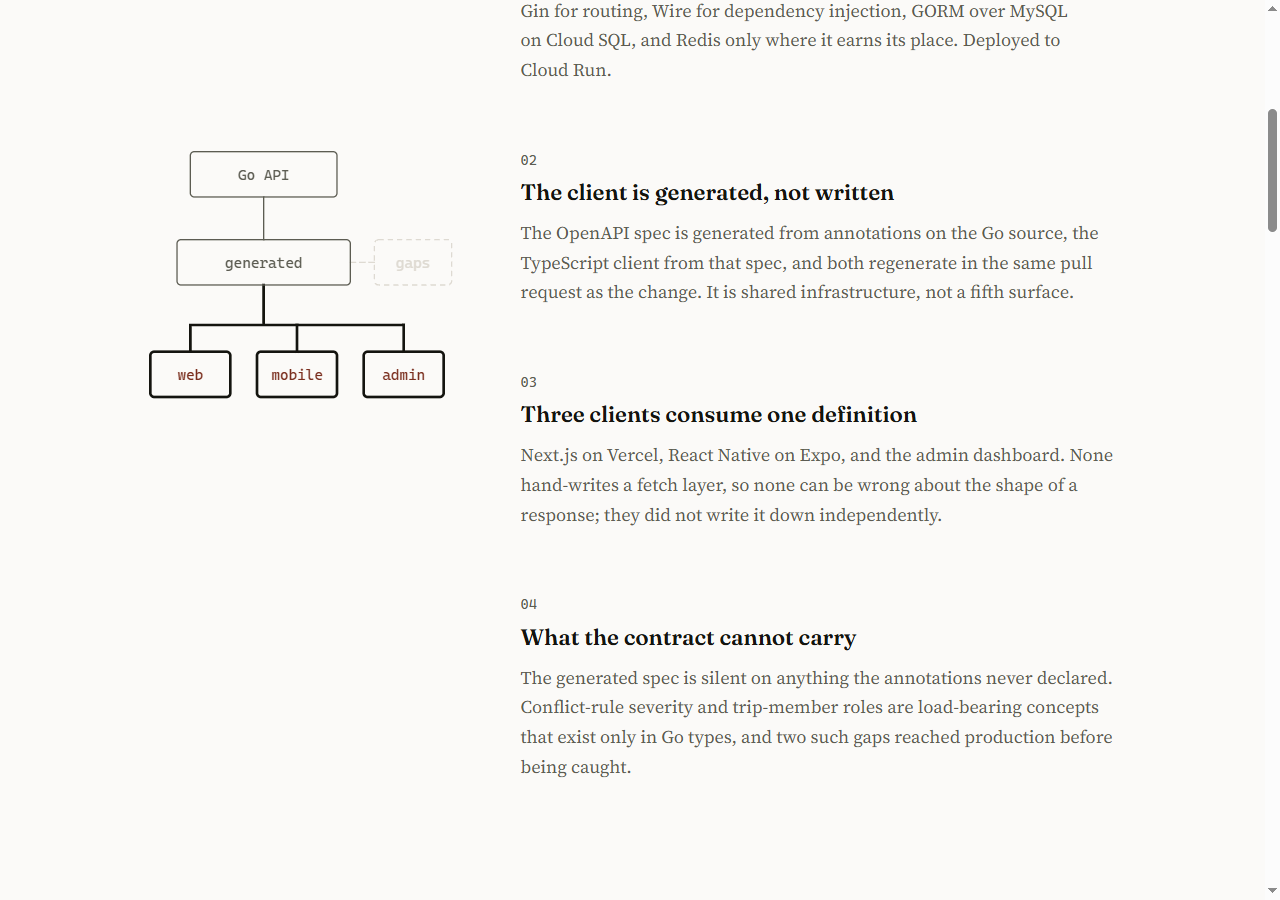 Gin for routing, Wire for dependency injection, GORM over MySQL
on Cloud SQL, and Redis only where it earns its place. Deployed to
Cloud Run.
Go API
generated
gaps
web
mobile
admin
02
The client is generated, not written
The OpenAPI spec is generated from annotations on the Go source, the
TypeScript client from that spec, and both regenerate in the same pull
request as the change. It is shared infrastructure, not a fifth surface.
03
Three clients consume one definition
Next.js on Vercel, React Native on Expo, and the admin dashboard. None
hand-writes a fetch layer, so none can be wrong about the shape of a
response; they did not write it down independently.
04
What the contract cannot carry
The generated spec is silent on anything the annotations never declared.
Conflict-rule severity and trip-member roles are load-bearing concepts
that exist only in Go types, and two such gaps reached production before
being caught.